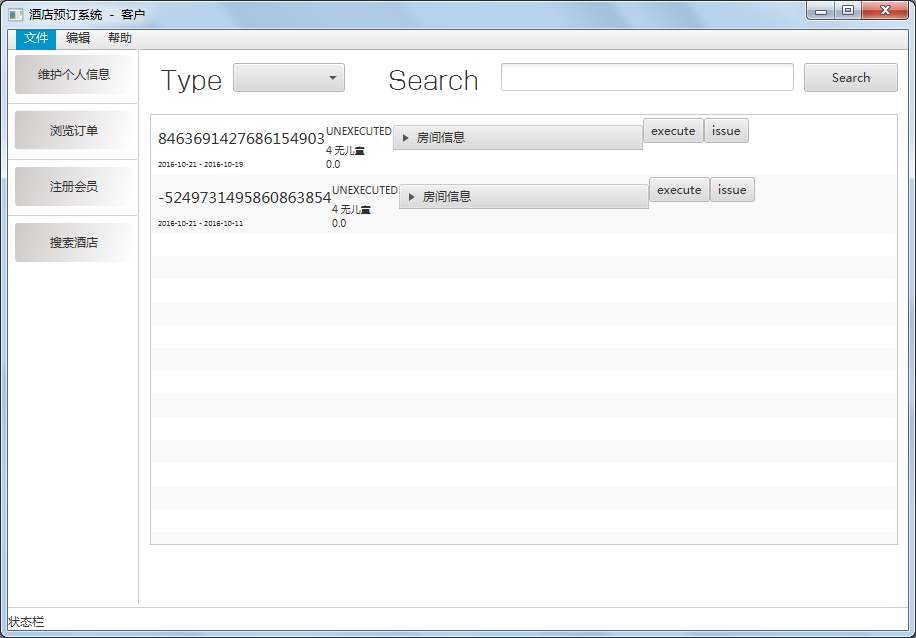 酒店预订系统 - 客户
文件 编辑 帮助
维护个人信息
浏览订单
注册会员
搜索酒店
Type Search Search
8463691427686154903 UNEXECUTED 房间信息 execute issue
4 无儿童
2016-10-21 - 2016-10-19 0.0
-5249731495860863854 UNEXECUTED 房间信息 execute issue
4 无儿童
2016-10-21 - 2016-10-11 0.0
状态栏